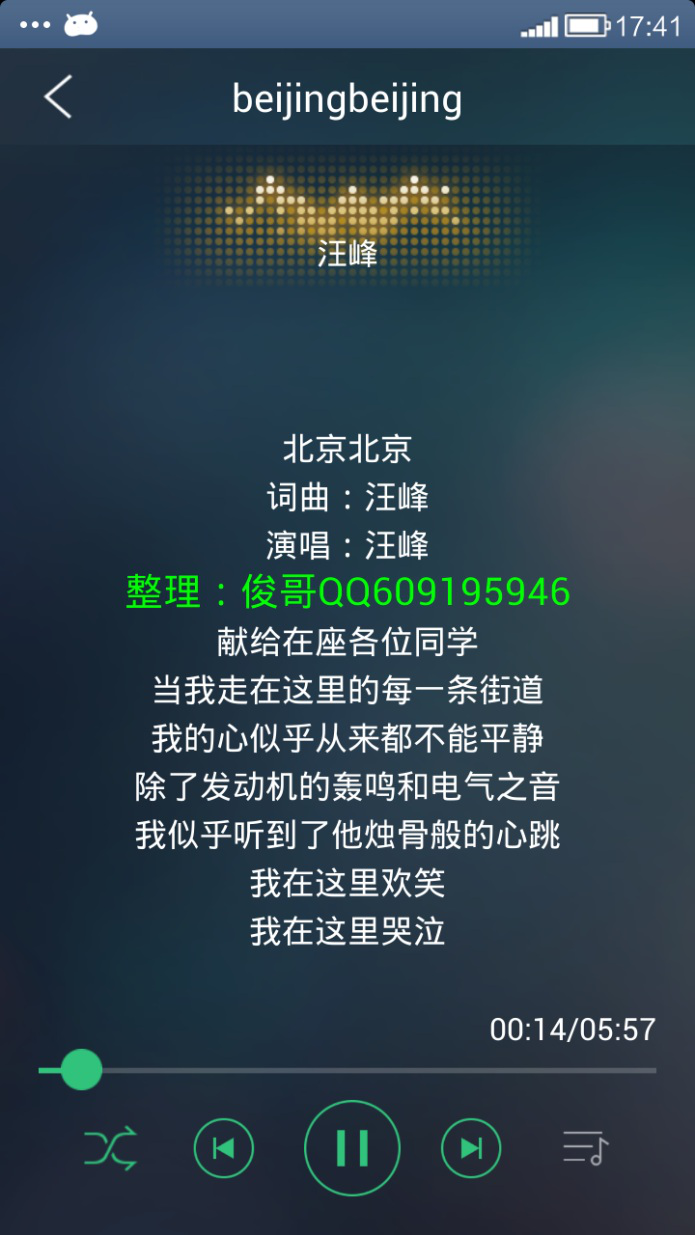 17:41
beijingbeijing
汪峰
北京北京
词曲：汪峰
演唱：汪峰
整理：俊哥QQ609195946
献给在座各位同学
当我走在这里的每一条街道
我的心似乎从来都不能平静
除了发动机的轰鸣和电气之音
我似乎听到了他烛骨般的心跳
我在这里欢笑
我在这里哭泣
00:14/05:57